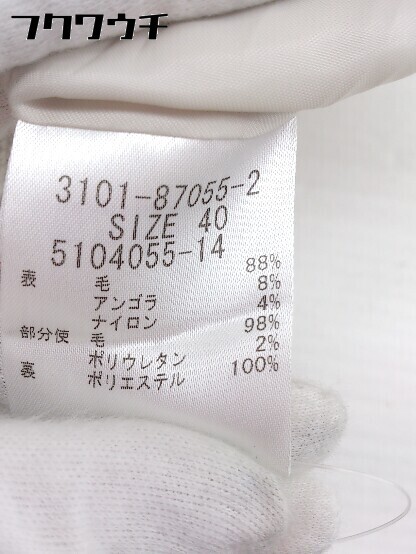 フクワウチ
3101-87055-2
SIZE 40
5104055-14
表 毛 88%
アンゴラ 8%
ナイロン 4%
部分使 毛 98%
ポリウレタン 2%
裏 ポリエステル 100%